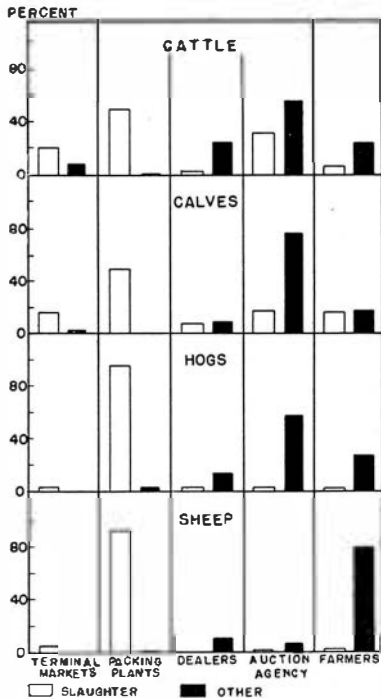 PERCENT
CATTLE
80
40
0
CALVES
80
40
0
HOGS
80
40
0
SHEEP
80
40
0
TERMINAL MARKETS
PACKING PLANTS
DEALERS
AUCTION AGENCY
FARMERS
SLAUGHTER
OTHER